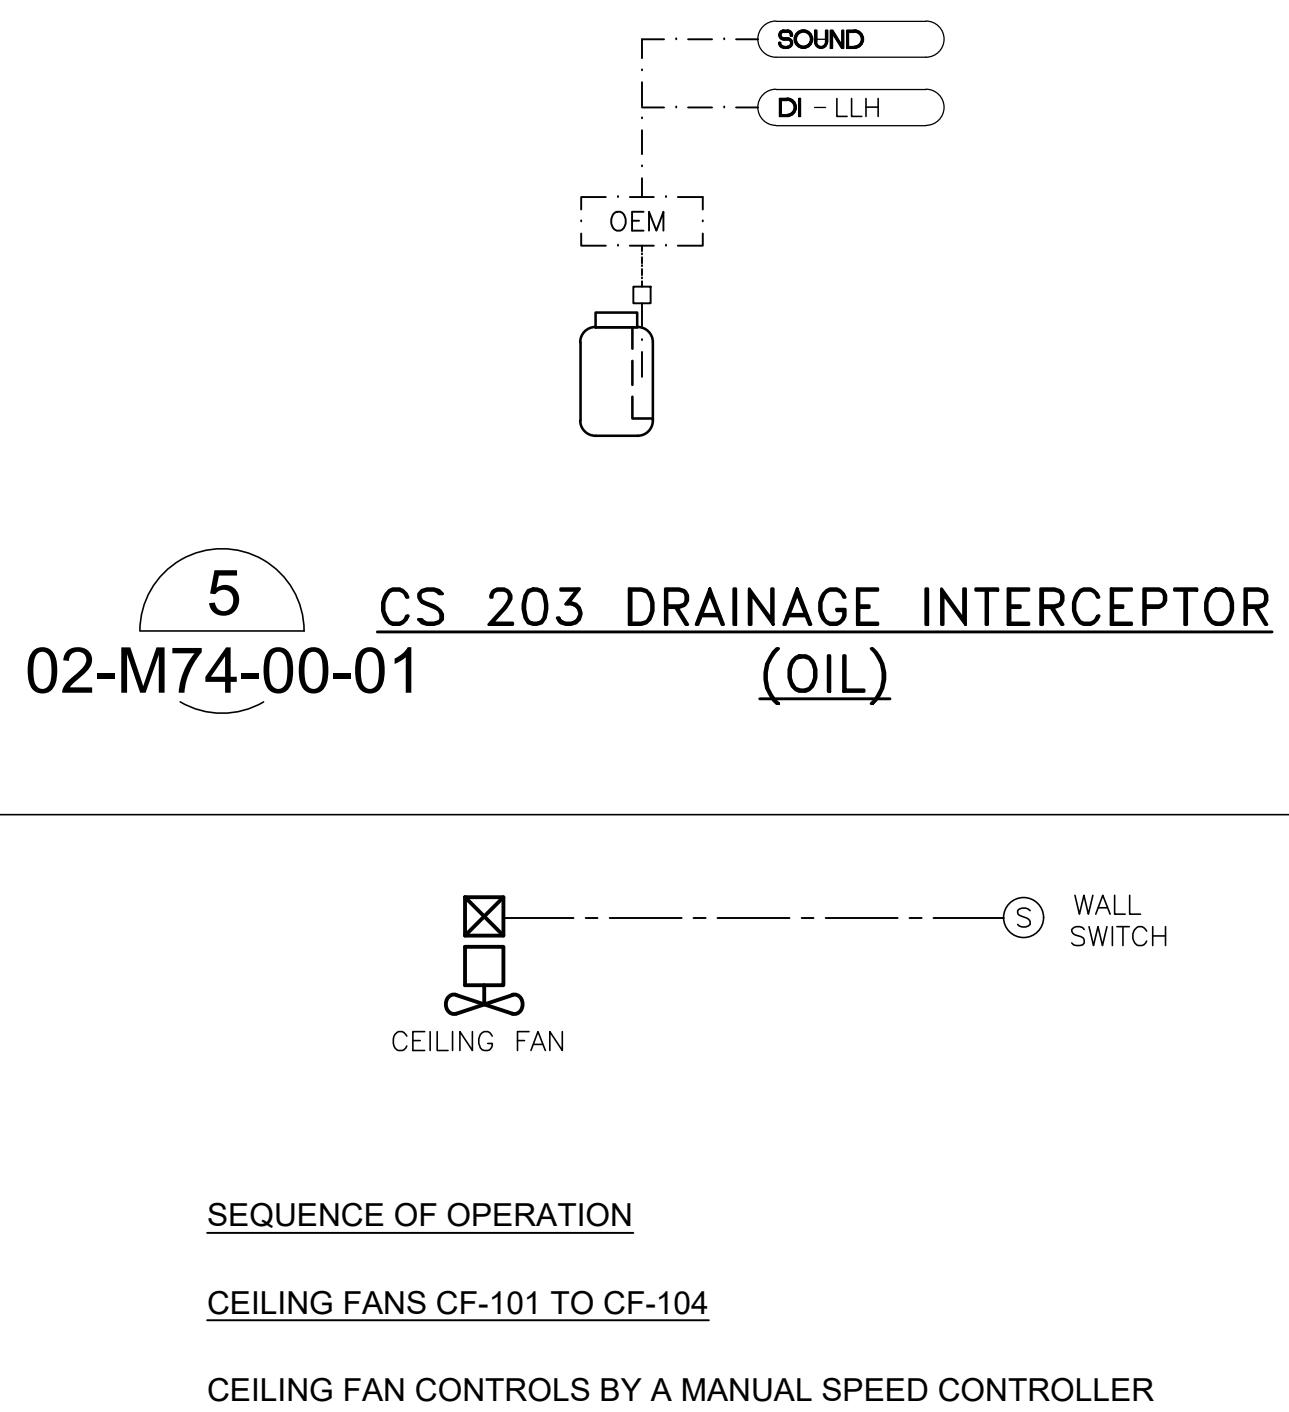 SOUND
DI - LLH
OEM
5
CS 203 DRAINAGE INTERCEPTOR
02-M74-00-01
(OIL)
S
WALL
SWITCH
CEILING FAN
SEQUENCE OF OPERATION
CEILING FANS CF-101 TO CF-104
CEILING FAN CONTROLS BY A MANUAL SPEED CONTROLLER